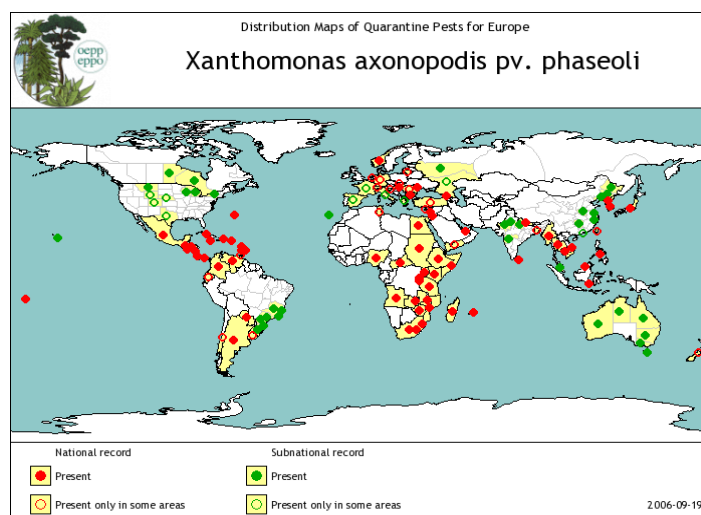 Distribution Maps of Quarantine Pests for Europe
oepp
eppo
Xanthomonas axonopodis pv. phaseoli
National record
Subnational record
Present
Present
Present only in some areas
Present only in some areas
2006-09-19